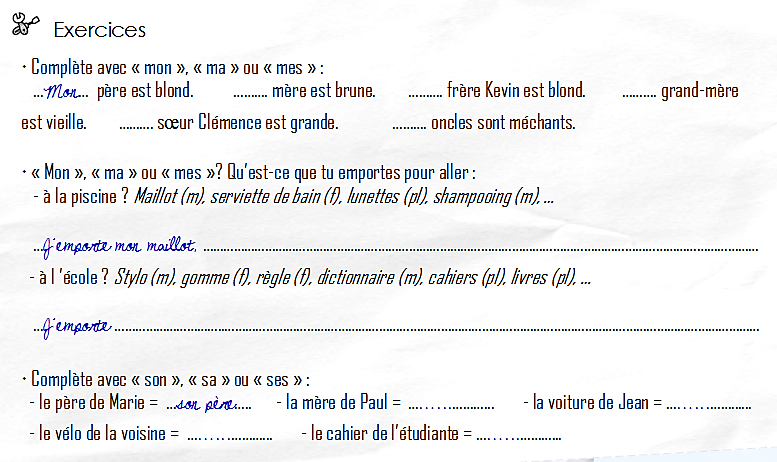 Exercices
· Complète avec « mon », « ma » ou « mes » :
...Mon... père est blond. .......... mère est brune. .......... frère Kevin est blond. .......... grand-mère
est vieille. .......... sœur Clémence est grande. .......... oncles sont méchants.
· « Mon », « ma » ou « mes »? Qu'est-ce que tu emportes pour aller :
- à la piscine ? Maillot (m), serviette de bain (f), lunettes (pl), shampooing (m), ...
...J'emporte mon maillot, ..........
- à l'école ? Stylo (m), gomme (f), règle (f), dictionnaire (m), cahiers (pl), livres (pl), ...
...J'emporte ..........
· Complète avec « son », « sa » ou « ses » :
- le père de Marie = ...son père..... - la mère de Paul = ...................... - la voiture de Jean = ......................
- le vélo de la voisine = ...................... - le cahier de l'étudiante = ......................